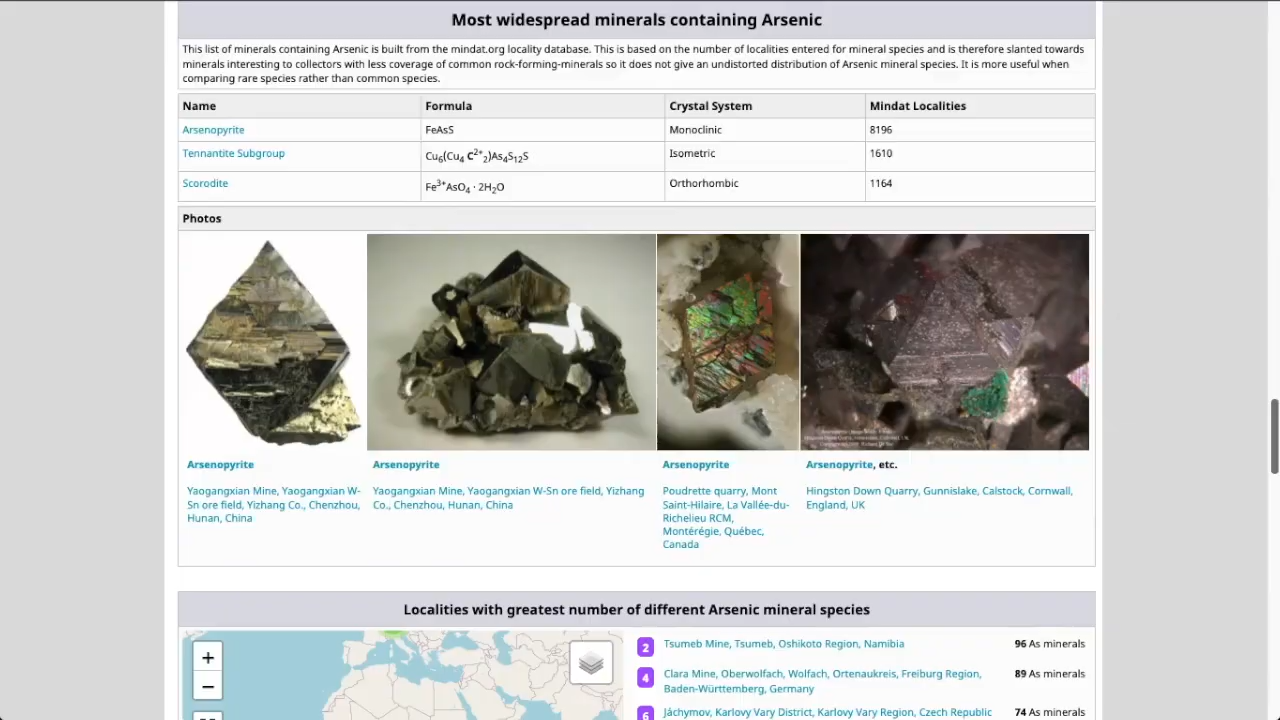 Most widespread minerals containing Arsenic
This list of minerals containing Arsenic is built from the mindat.org locality database. This is based on the number of localities entered for mineral species and is therefore slanted towards
minerals interesting to collectors with less coverage of common rock-forming-minerals so it does not give an undistorted distribution of Arsenic mineral species. It is more useful when
comparing rare species rather than common species.
Name Formula Crystal System Mindat Localities
Arsenopyrite FeAsS Monoclinic 8196
Tennantite Subgroup Cu₆(Cu₄ C²⁺₂)As₄S₁₂S Isometric 1610
Scorodite Fe³⁺AsO₄ · 2H₂O Orthorhombic 1164
Photos
Arsenopyrite
Yaogangxian Mine, Yaogangxian W-
Sn ore field, Yizhang Co., Chenzhou,
Hunan, China
Arsenopyrite
Yaogangxian Mine, Yaogangxian W-Sn ore field, Yizhang
Co., Chenzhou, Hunan, China
Arsenopyrite
Poudrette quarry, Mont
Saint-Hilaire, La Vallée-du-
Richelieu RCM,
Montérégie, Québec,
Canada
Arsenopyrite, etc.
Hingston Down Quarry, Gunnislake, Calstock, Cornwall,
England, UK
Localities with greatest number of different Arsenic mineral species
+
−
2 Tsumeb Mine, Tsumeb, Oshikoto Region, Namibia 96 As minerals
4 Clara Mine, Oberwolfach, Wolfach, Ortenaukreis, Freiburg Region,
Baden-Württemberg, Germany 89 As minerals
6 Jáchymov, Karlovy Vary District, Karlovy Vary Region, Czech Republic 74 As minerals